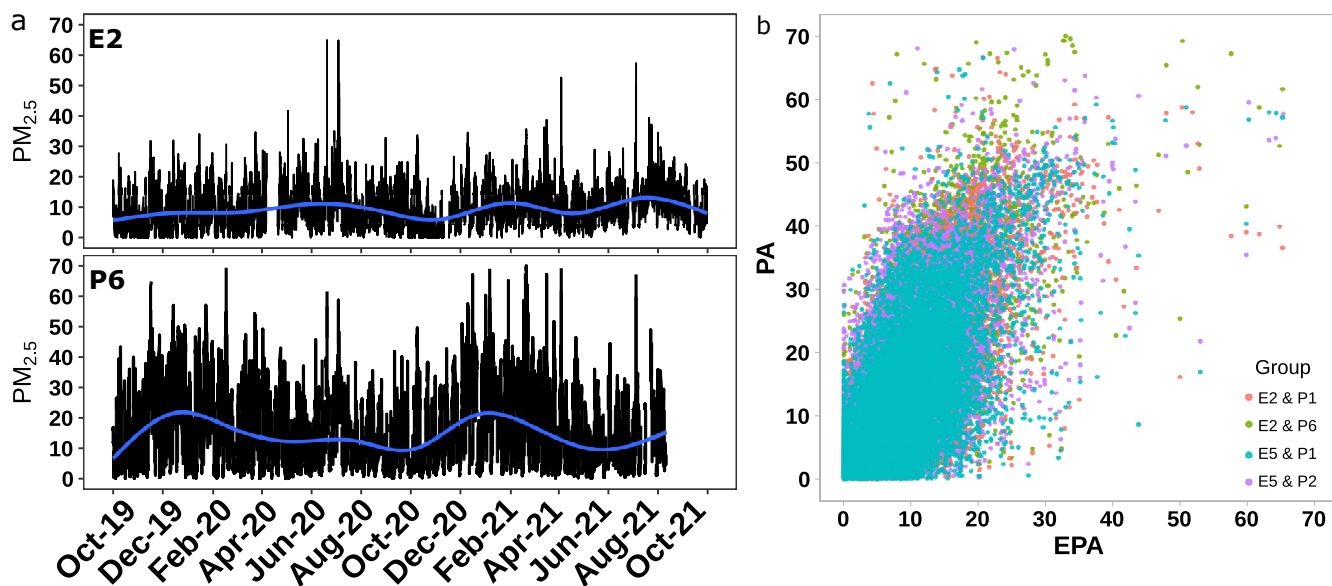 a
E2
PM2.5
70
60
50
40
30
20
10
0
P6
PM2.5
70
60
50
40
30
20
10
0
Oct-19
Dec-19
Feb-20
Apr-20
Jun-20
Aug-20
Oct-20
Dec-20
Feb-21
Apr-21
Jun-21
Aug-21
Oct-21
b
PA
70
60
50
40
30
20
10
0
0 10 20 30 40 50 60 70
EPA
Group
E2 & P1
E2 & P6
E5 & P1
E5 & P2